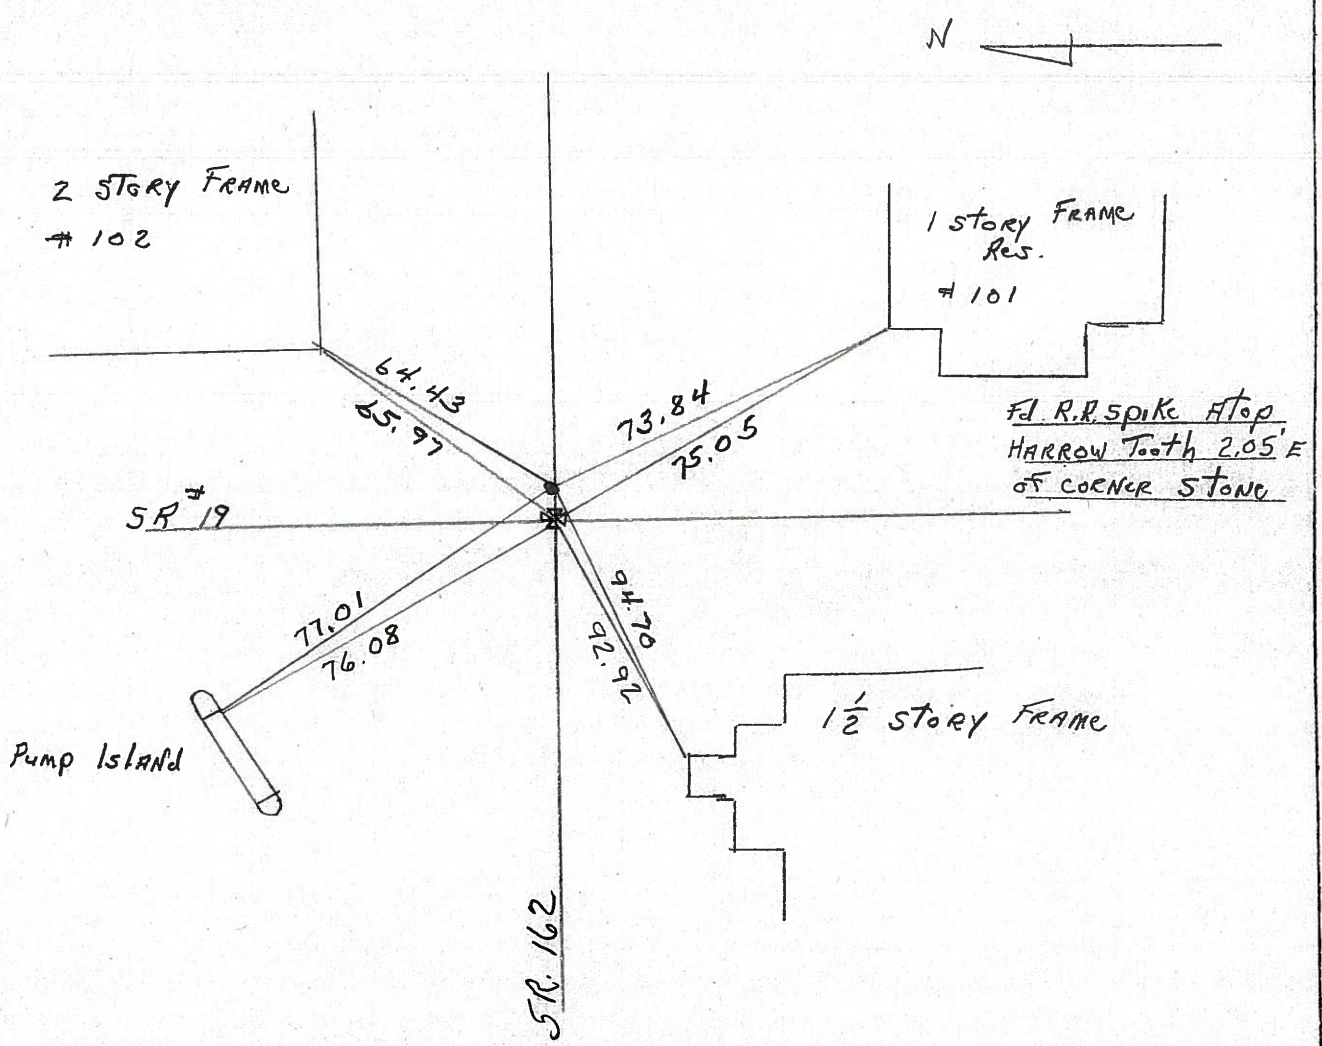 N
2 STORY FRAME
# 102
1 STORY FRAME
Res.
# 101
64.43
65.97
73.84
75.05
Fd. R.R. Spike Atop
HARROW Tooth 2.05' E
of CORNER STONE
SR #19
77.01
76.08
94.70
92.92
Pump Island
1 1/2 STORY FRAME
SR. 162